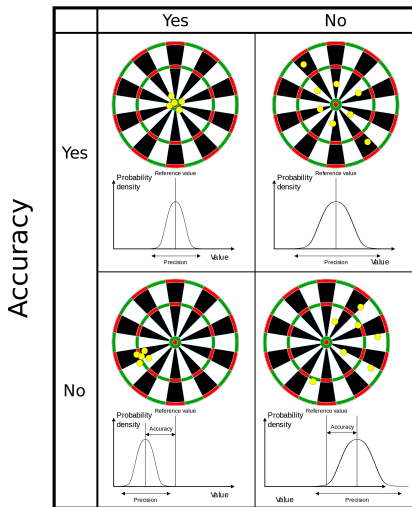 Yes
No
Accuracy
Yes
Reference value
Probability
density
Precision
Value
Reference value
Probability
density
Precision
Value
No
Reference value
Probability
density
Accuracy
Precision
Value
Reference value
Probability
density
Accuracy
Value
Precision